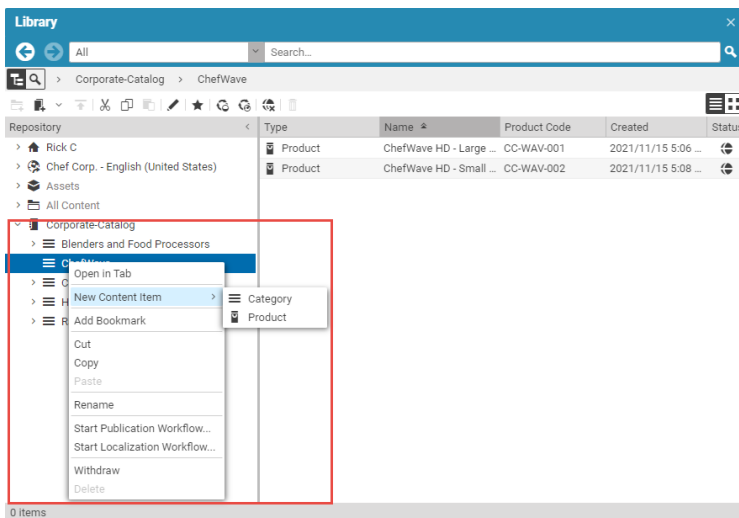 Library
All
Search...
> Corporate-Catalog > ChefWave
Repository
Type Name Product Code Created Status
Rick C
Product ChefWave HD - Large ... CC-WAV-001 2021/11/15 5:06 ...
Chef Corp. - English (United States)
Product ChefWave HD - Small ... CC-WAV-002 2021/11/15 5:08 ...
Assets
All Content
Corporate-Catalog
Blenders and Food Processors
ChefWave
C
H
R
Open in Tab
New Content Item
Category
Product
Add Bookmark
Cut
Copy
Paste
Rename
Start Publication Workflow...
Start Localization Workflow...
Withdraw
Delete
0 items